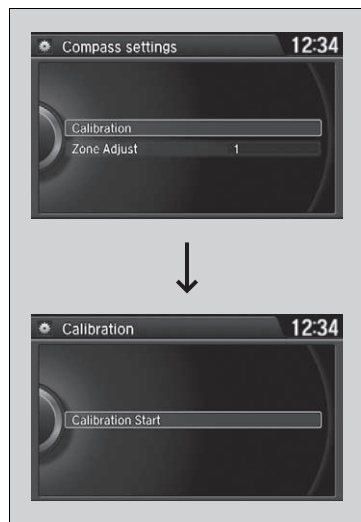 Compass settings 12:34
Calibration
Zone Adjust 1
Calibration 12:34
Calibration Start